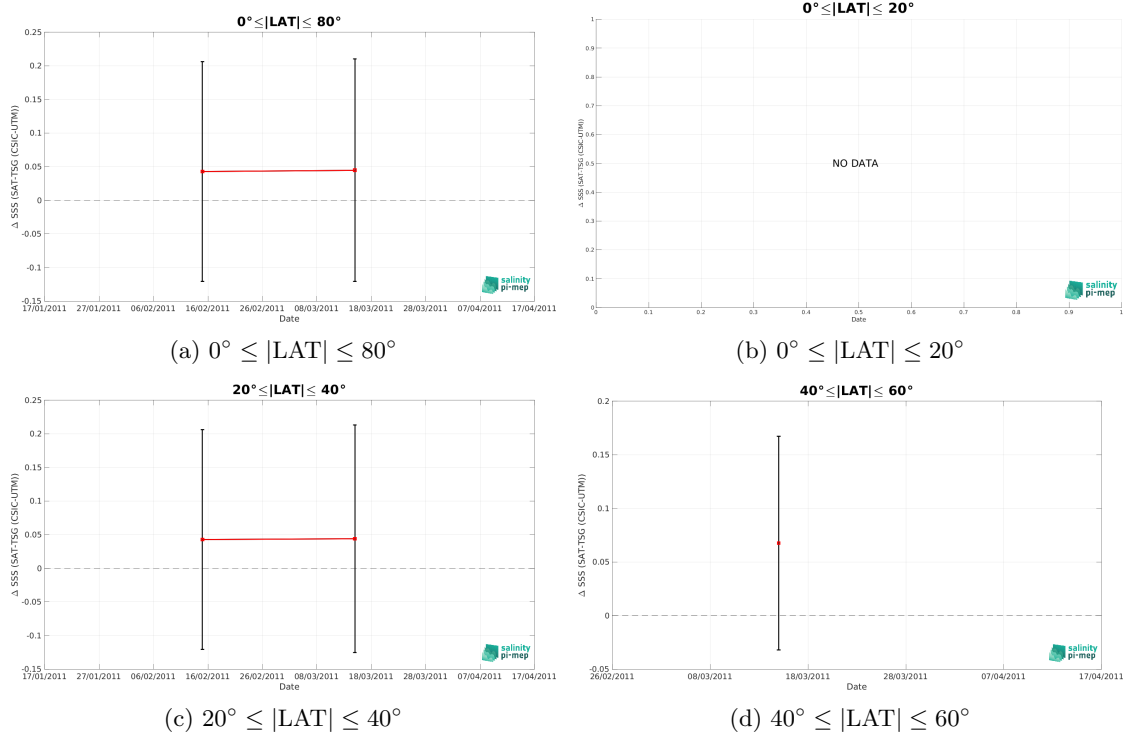 0°≤|LAT|≤ 80°
Δ SSS (SAT-TSG (CSIC-UTM))
0.25
0.2
0.15
0.1
0.05
0
-0.05
-0.1
-0.15
17/01/2011 27/01/2011 06/02/2011 16/02/2011 26/02/2011 08/03/2011 18/03/2011 28/03/2011 07/04/2011 17/04/2011
Date
salinity
pi-mep
(a) 0° ≤ |LAT| ≤ 80°
0°≤|LAT|≤ 20°
Δ SSS (SAT-TSG (CSIC-UTM))
1
0.9
0.8
0.7
0.6
0.5
0.4
0.3
0.2
0.1
0
NO DATA
0 0.1 0.2 0.3 0.4 0.5 0.6 0.7 0.8 0.9 1
Date
salinity
pi-mep
(b) 0° ≤ |LAT| ≤ 20°
20°≤|LAT|≤ 40°
Δ SSS (SAT-TSG (CSIC-UTM))
0.25
0.2
0.15
0.1
0.05
0
-0.05
-0.1
-0.15
17/01/2011 27/01/2011 06/02/2011 16/02/2011 26/02/2011 08/03/2011 18/03/2011 28/03/2011 07/04/2011 17/04/2011
Date
salinity
pi-mep
(c) 20° ≤ |LAT| ≤ 40°
40°≤|LAT|≤ 60°
Δ SSS (SAT-TSG (CSIC-UTM))
0.2
0.15
0.1
0.05
0
-0.05
26/02/2011 08/03/2011 18/03/2011 28/03/2011 07/04/2011 17/04/2011
Date
salinity
pi-mep
(d) 40° ≤ |LAT| ≤ 60°